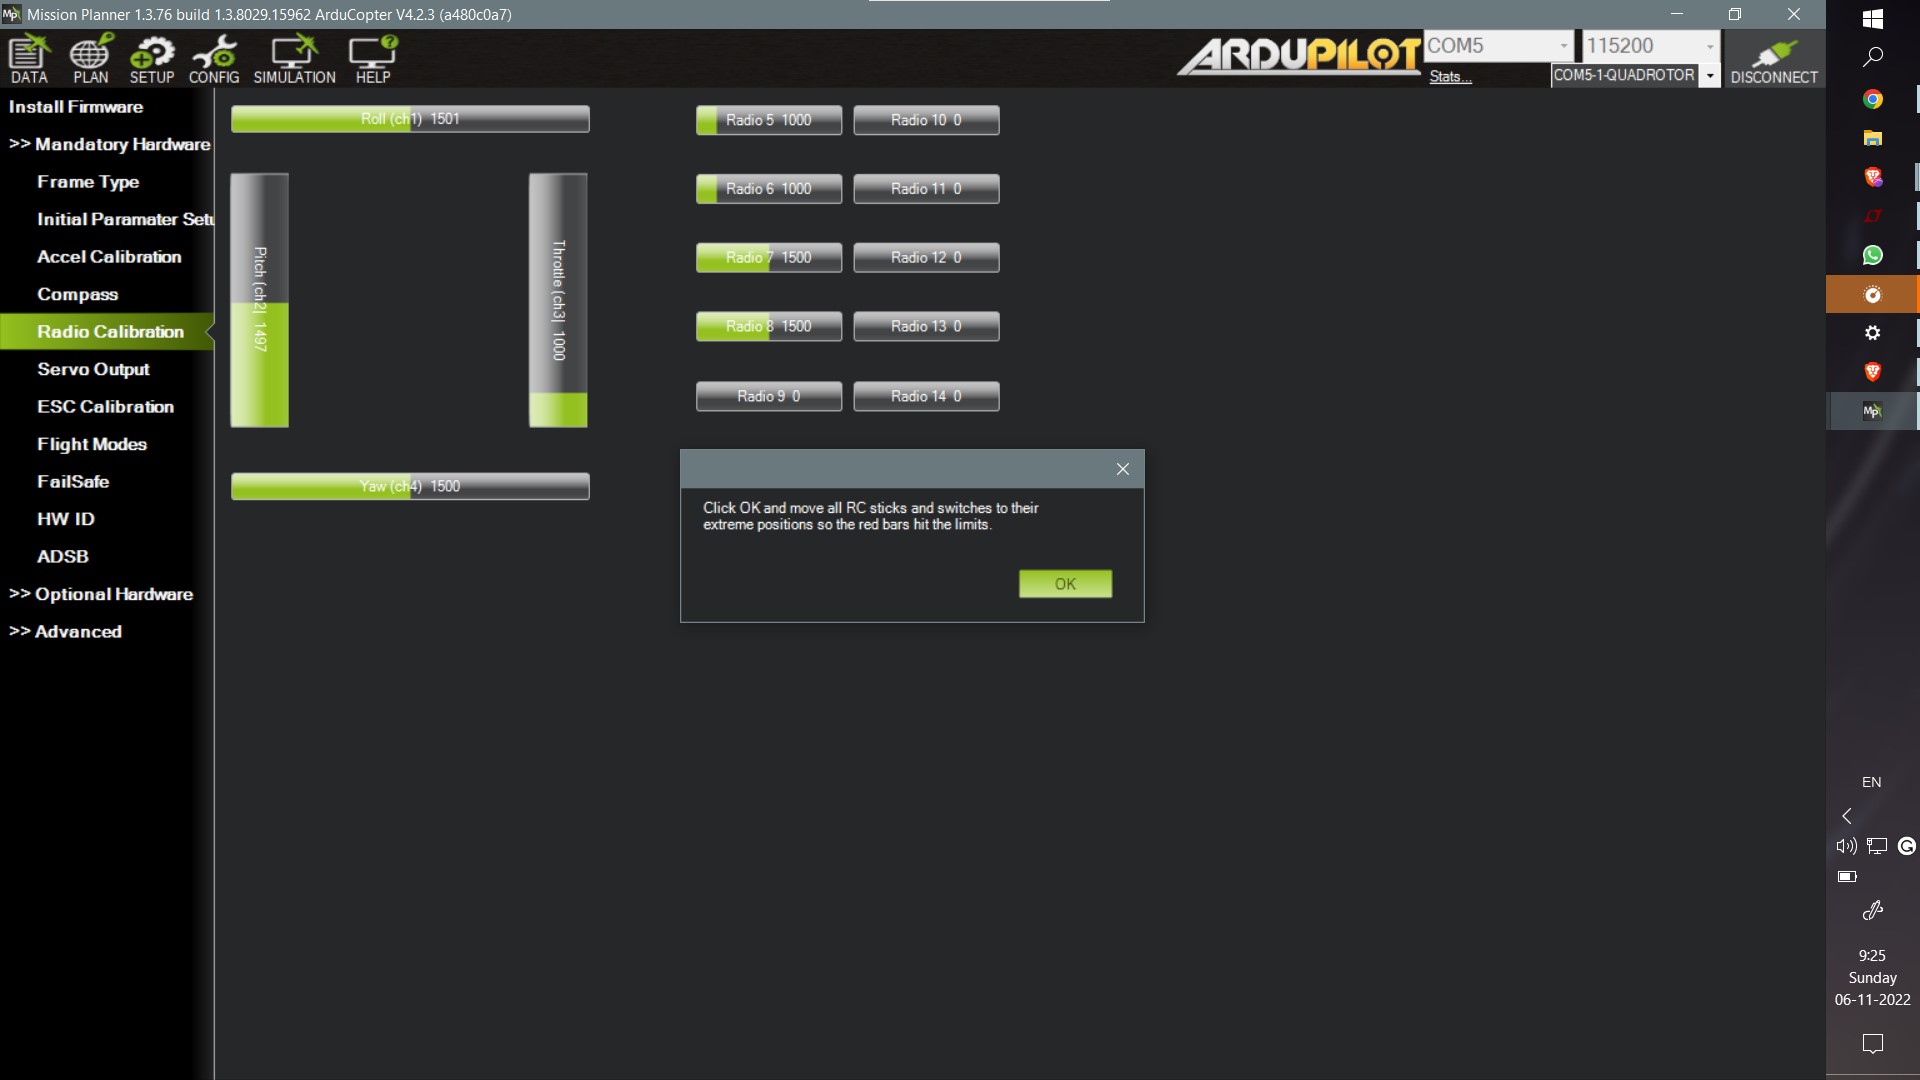 Mission Planner 1.3.76 build 1.3.8029.15962 ArduCopter V4.2.3 (a480c0a7)
DATA
PLAN
SETUP
CONFIG
SIMULATION
HELP
ARDUPILOT
COM5
115200
Stats...
COM5-1-QUADROTOR
DISCONNECT
Install Firmware
>> Mandatory Hardware
Frame Type
Initial Paramater Setu
Accel Calibration
Compass
Radio Calibration
Servo Output
ESC Calibration
Flight Modes
FailSafe
HW ID
ADSB
>> Optional Hardware
>> Advanced
Roll (ch1) 1501
Pitch (ch2| 1497
Throttle (ch3| 1000
Yaw (ch4) 1500
Radio 5 1000
Radio 10 0
Radio 6 1000
Radio 11 0
Radio 7 1500
Radio 12 0
Radio 8 1500
Radio 13 0
Radio 9 0
Radio 14 0
Click OK and move all RC sticks and switches to their
extreme positions so the red bars hit the limits.
OK
EN
9:25
Sunday
06-11-2022